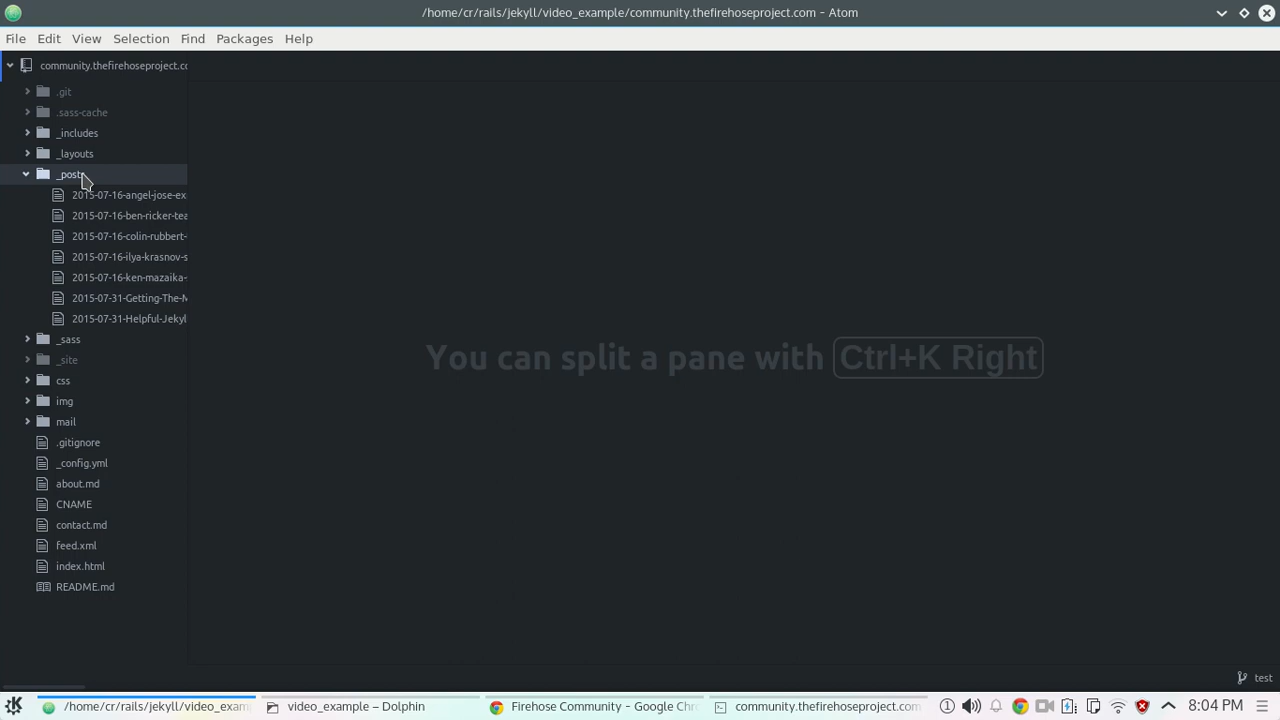 /home/cr/rails/jekyll/video_example/community.thefirehoseproject.com - Atom
File Edit View Selection Find Packages Help
community.thefirehoseproject.co
.git
.sass-cache
_includes
_layouts
_posts
2015-07-16-angel-jose-ex
2015-07-16-ben-ricker-tea
2015-07-16-colin-rubbert-
2015-07-16-ilya-krasnov-s
2015-07-16-ken-mazaika-
2015-07-31-Getting-The-M
2015-07-31-Helpful-Jekyl
_sass
_site
css
img
mail
.gitignore
_config.yml
about.md
CNAME
contact.md
feed.xml
index.html
README.md
You can split a pane with Ctrl+K Right
test
/home/cr/rails/jekyll/video_exam
video_example – Dolphin
Firehose Community - Google Chr
community.thefirehoseproject.com
1
8:04 PM